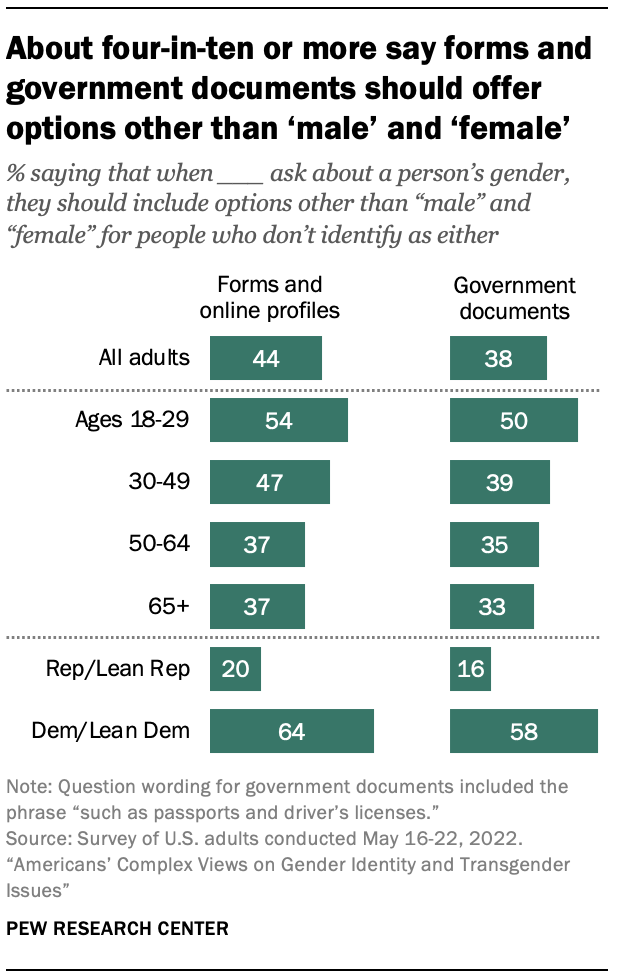 About four-in-ten or more say forms and
government documents should offer
options other than ‘male’ and ‘female’
% saying that when ___ ask about a person’s gender,
they should include options other than “male” and
“female” for people who don’t identify as either
Forms and
online profiles
Government
documents
All adults 44 38
Ages 18-29 54 50
30-49 47 39
50-64 37 35
65+ 37 33
Rep/Lean Rep 20 16
Dem/Lean Dem 64 58
Note: Question wording for government documents included the
phrase “such as passports and driver’s licenses.”
Source: Survey of U.S. adults conducted May 16-22, 2022.
“Americans’ Complex Views on Gender Identity and Transgender
Issues”
PEW RESEARCH CENTER